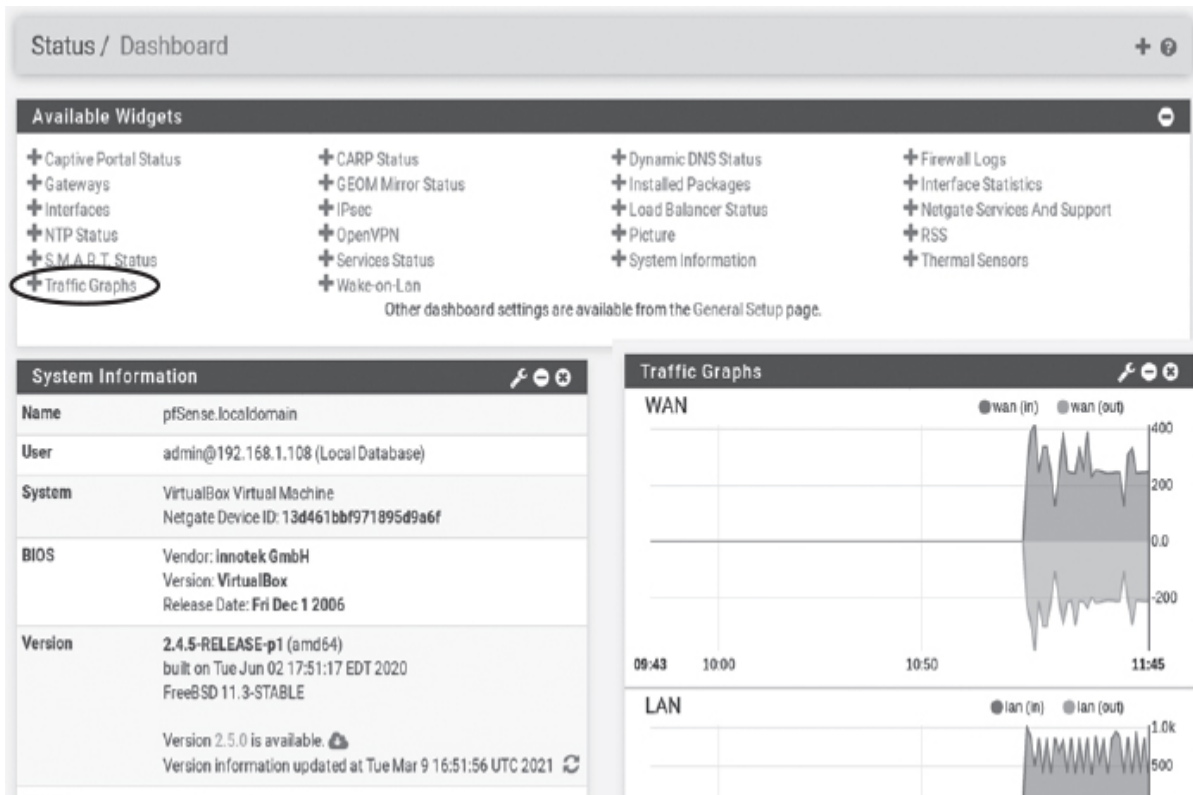 Status / Dashboard
Available Widgets
Captive Portal Status
CARP Status
Dynamic DNS Status
Firewall Logs
Gateways
GEOM Mirror Status
Installed Packages
Interface Statistics
Interfaces
IPsec
Load Balancer Status
Netgate Services And Support
NTP Status
OpenVPN
Picture
RSS
S.M.A.R.T. Status
Services Status
System Information
Thermal Sensors
Traffic Graphs
Wake-on-Lan
Other dashboard settings are available from the General Setup page.
System Information
Name
pfSense.localdomain
User
admin@192.168.1.108 (Local Database)
System
VirtualBox Virtual Machine
Netgate Device ID: 13d461bbf971895d9a6f
BIOS
Vendor: innotek GmbH
Version: VirtualBox
Release Date: Fri Dec 1 2006
Version
2.4.5-RELEASE-p1 (amd64)
built on Tue Jun 02 17:51:17 EDT 2020
FreeBSD 11.3-STABLE
Version 2.5.0 is available.
Version information updated at Tue Mar 9 16:51:56 UTC 2021
Traffic Graphs
WAN
wan (in)
wan (out)
400
200
0.0
-200
09:43
10:00
10:50
11:45
LAN
lan (in)
lan (out)
1.0k
500